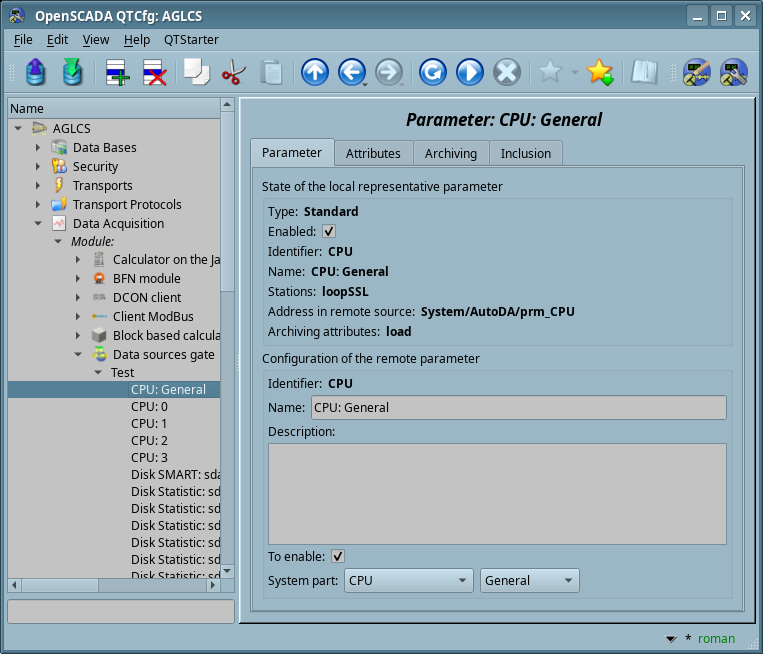 OpenSCADA QTCfg: AGLCS
File Edit View Help QTStarter
Name
AGLCS
Data Bases
Security
Transports
Transport Protocols
Data Acquisition
Module:
Calculator on the Ja
BFN module
DCON client
Client ModBus
Block based calcula
Data sources gate
Test
CPU: General
CPU: 0
CPU: 1
CPU: 2
CPU: 3
Disk SMART: sda
Disk Statistic: sd
Disk Statistic: sd
Disk Statistic: sd
Disk Statistic: sd
Disk Statistic: sd
Disk Statistic: sd
Parameter: CPU: General
Parameter Attributes Archiving Inclusion
State of the local representative parameter
Type: Standard
Enabled:
Identifier: CPU
Name: CPU: General
Stations: loopSSL
Address in remote source: System/AutoDA/prm_CPU
Archiving attributes: load
Configuration of the remote parameter
Identifier: CPU
Name: CPU: General
Description:
To enable:
System part: CPU General
* roman